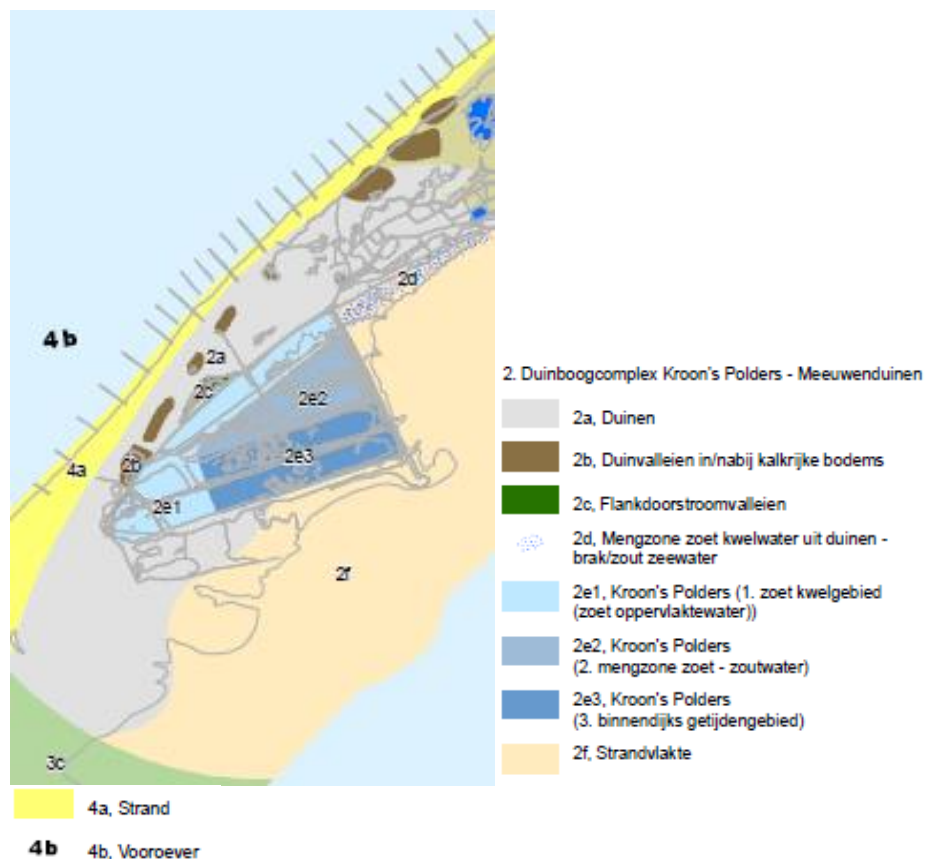 2d
4b
2a
2c
2e2
2b
4a
2e3
2e1
2f
3c
2. Duinboogcomplex Kroon's Polders - Meeuwenduinen
2a, Duinen
2b, Duinvalleien in/nabij kalkrijke bodems
2c, Flankdoorstroomvalleien
2d, Mengzone zoet kwelwater uit duinen -
brak/zout zeewater
2e1, Kroon's Polders (1. zoet kwelgebied
(zoet oppervlaktewater))
2e2, Kroon's Polders
(2. mengzone zoet - zoutwater)
2e3, Kroon's Polders
(3. binnendijks getijdengebied)
2f, Strandvlakte
4a, Strand
4b 4b, Vooroever